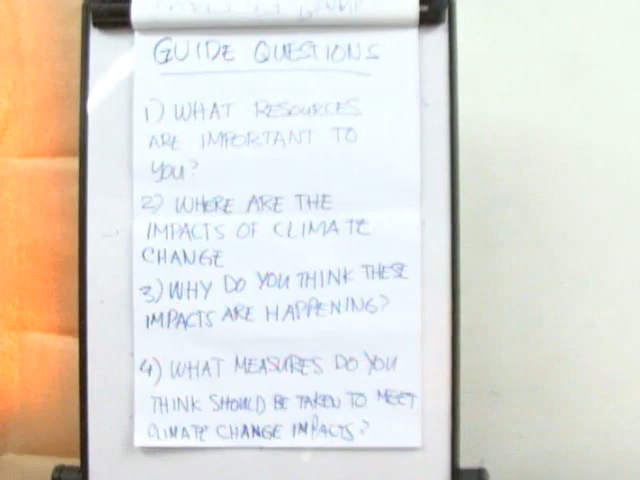 GUIDE QUESTIONS
1) WHAT RESOURCES
ARE IMPORTANT TO
YOU?
2) WHERE ARE THE
IMPACTS OF CLIMATE
CHANGE
3) WHY DO YOU THINK THESE
IMPACTS ARE HAPPENING?
4) WHAT MEASURES DO YOU
THINK SHOULD BE TAKEN TO MEET
CLIMATE CHANGE IMPACTS?